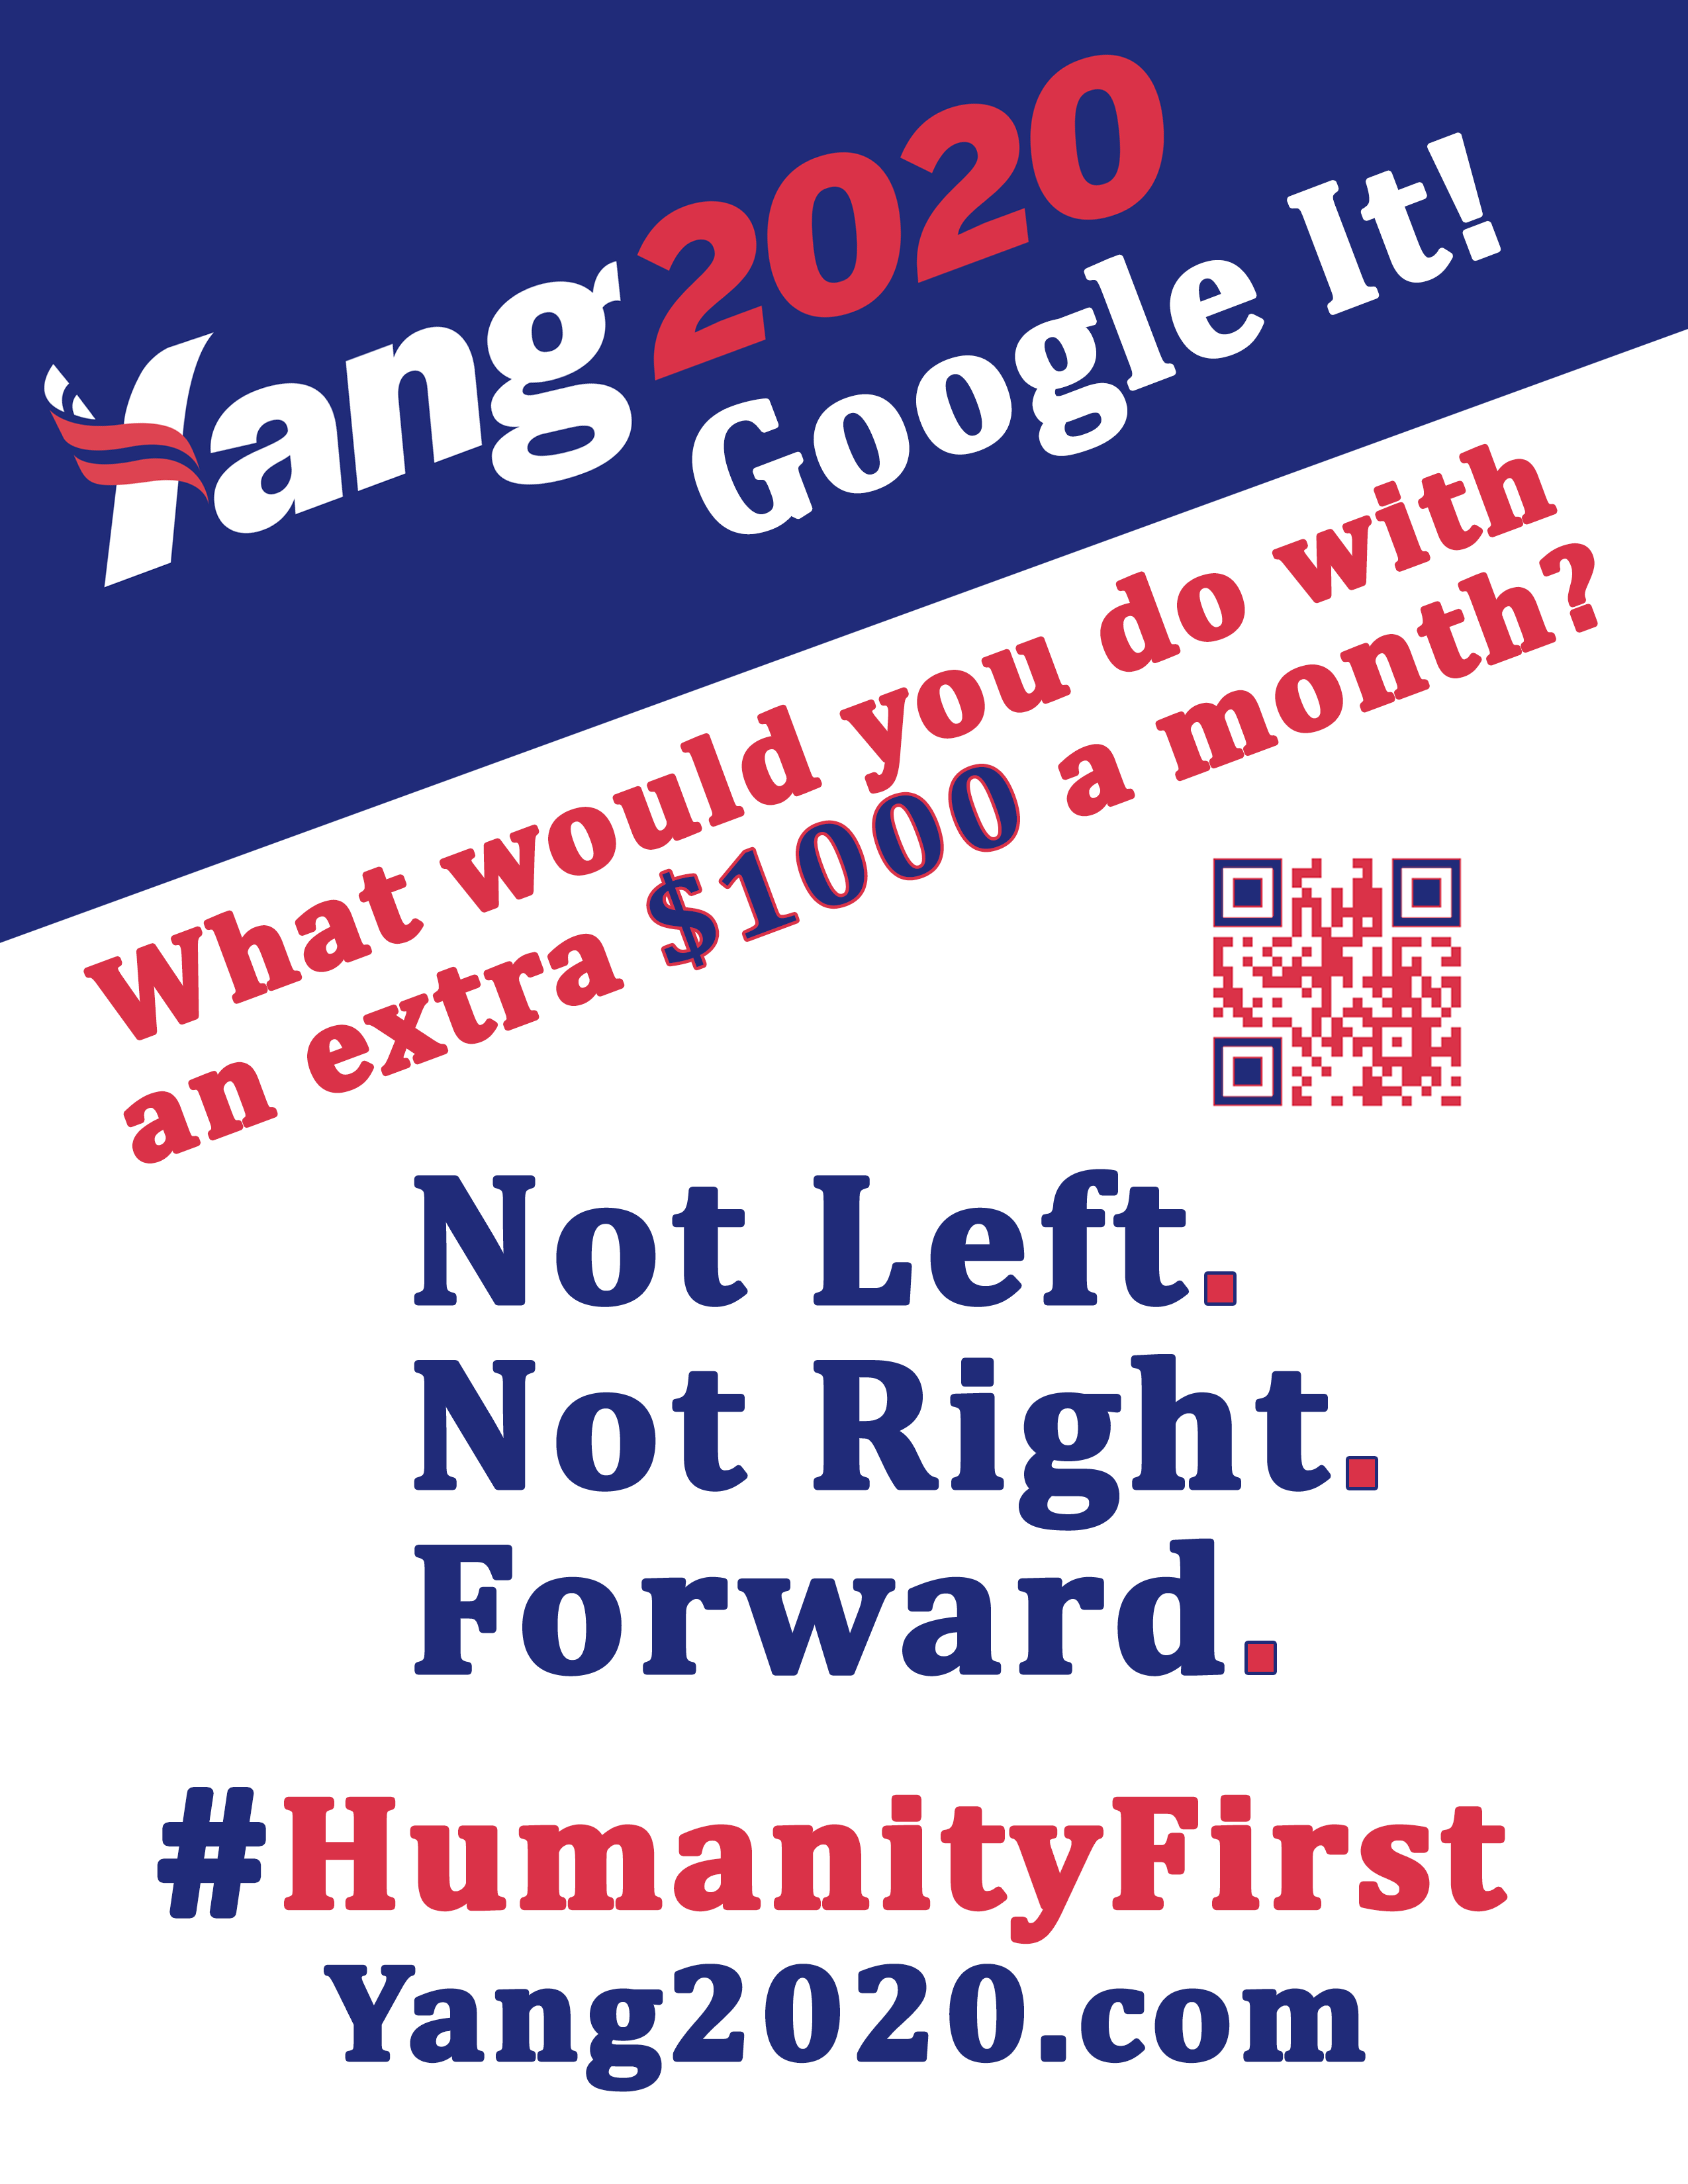 Yang2020
Google It!
What would you do with
an extra $1000 a month?
Not Left.
Not Right.
Forward.
#HumanityFirst
Yang2020.com